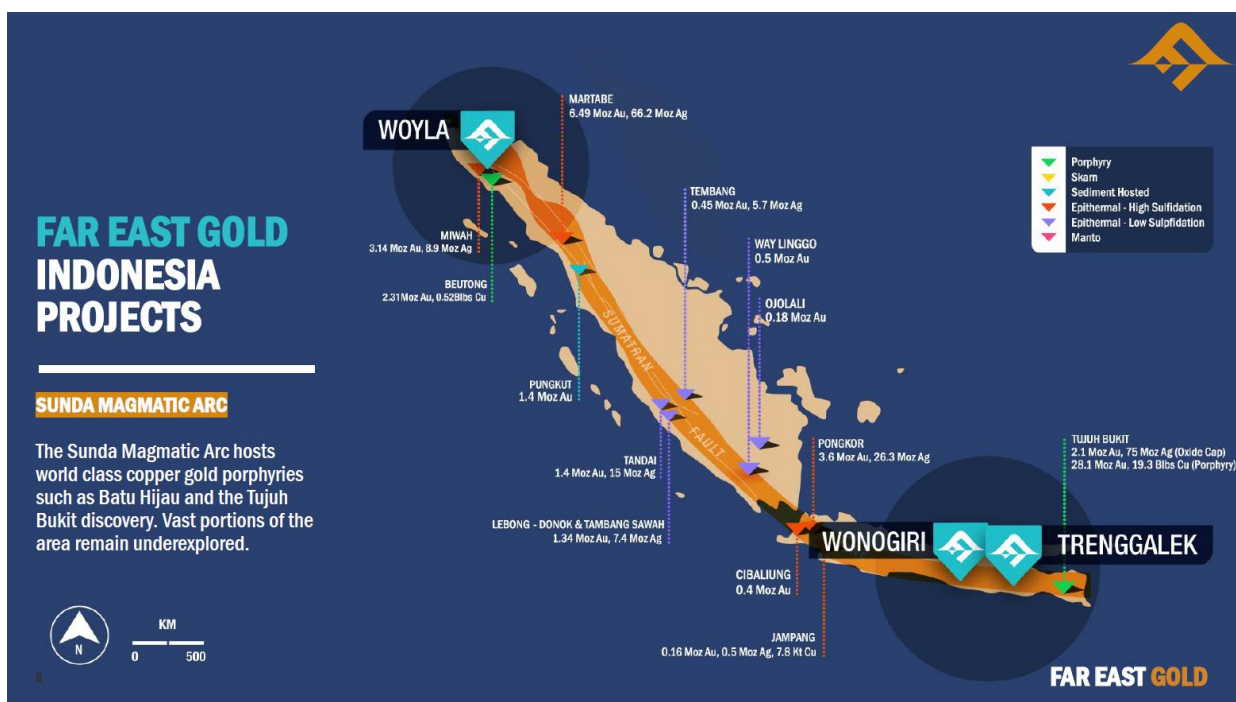 FAR EAST GOLD
INDONESIA
PROJECTS
SUNDA MAGMATIC ARC
The Sunda Magmatic Arc hosts
world class copper gold porphyries
such as Batu Hijau and the Tujuh
Bukit discovery. Vast portions of the
area remain underexplored.
N
KM
0 500
9
WOYLA
MARTABE
6.49 Moz Au, 66.2 Moz Ag
MIWAH
3.14 Moz Au, 8.9 Moz Ag
BEUTONG
2.31Moz Au, 0.52Blbs Cu
TEMBANG
0.45 Moz Au, 5.7 Moz Ag
WAY LINGGO
0.5 Moz Au
OJOLALI
0.18 Moz Au
SUMATRAN
FAULT
PUNGKUT
1.4 Moz Au
TANDAI
1.4 Moz Au, 15 Moz Ag
LEBONG - DONOK & TAMBANG SAWAH
1.34 Moz Au, 7.4 Moz Ag
PONGKOR
3.6 Moz Au, 26.3 Moz Ag
CIBALIUNG
0.4 Moz Au
JAMPANG
0.16 Moz Au, 0.5 Moz Ag, 7.8 Kt Cu
WONOGIRI
TRENGGALEK
TUJUH BUKIT
2.1 Moz Au, 75 Moz Ag (Oxide Cap)
28.1 Moz Au, 19.3 Blbs Cu (Porphyry)
Porphyry
Skarn
Sediment Hosted
Epithermal - High Sulfidation
Epithermal - Low Sulpfidation
Manto
FAR EAST GOLD